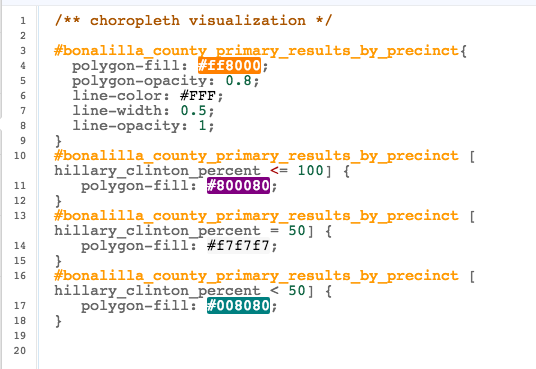 1 /** choropleth visualization */
2
3 #bonalilla_county_primary_results_by_precinct{
4 polygon-fill: #ff8000;
5 polygon-opacity: 0.8;
6 line-color: #FFF;
7 line-width: 0.5;
8 line-opacity: 1;
9 }
10 #bonalilla_county_primary_results_by_precinct [
hillary_clinton_percent <= 100] {
11 polygon-fill: #800080;
12 }
13 #bonalilla_county_primary_results_by_precinct [
hillary_clinton_percent = 50] {
14 polygon-fill: #f7f7f7;
15 }
16 #bonalilla_county_primary_results_by_precinct [
hillary_clinton_percent < 50] {
17 polygon-fill: #008080;
18 }
19
20